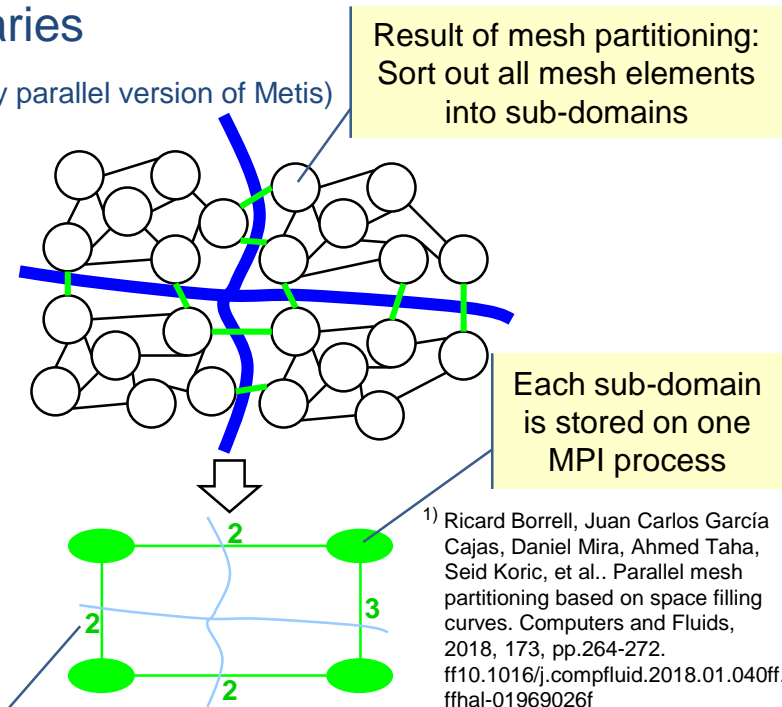 aries
y parallel version of Metis)
Result of mesh partitioning:
Sort out all mesh elements
into sub-domains
Each sub-domain
is stored on one
MPI process
2
2
3
2
1) Ricard Borrell, Juan Carlos García
Cajas, Daniel Mira, Ahmed Taha,
Seid Koric, et al.. Parallel mesh
partitioning based on space filling
curves. Computers and Fluids,
2018, 173, pp.264-272.
ff10.1016/j.compfluid.2018.01.040ff.
ffhal-01969026f